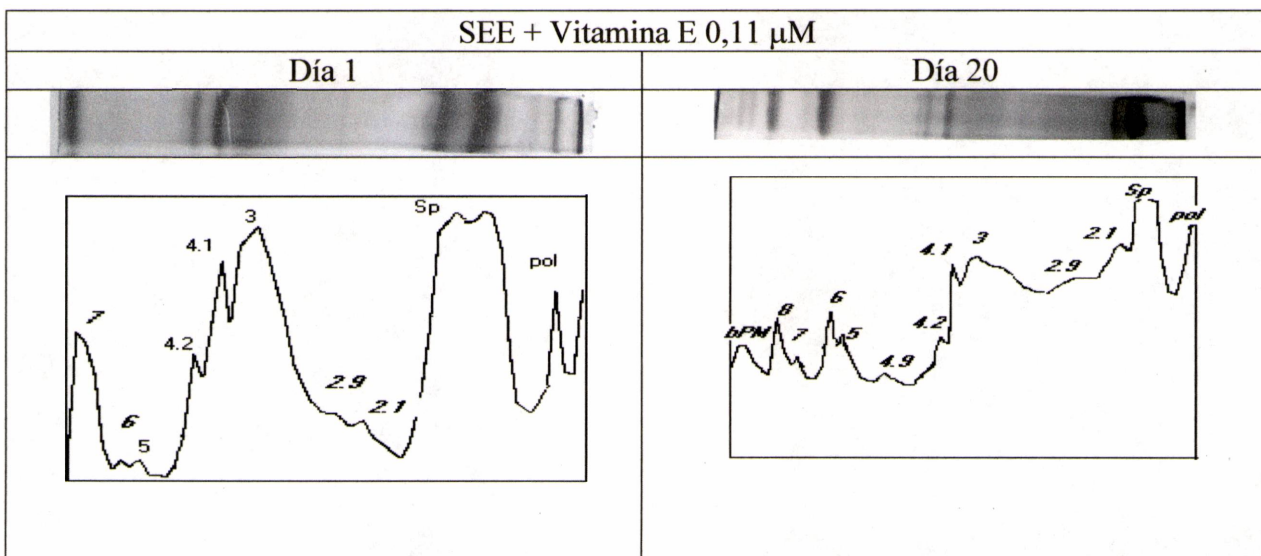 SEE + Vitamina E 0,11 µM
Día 1
Día 20
7
6
5
4.2
4.1
3
2.9
2.1
Sp
pol
bPM
8
7
6
5
4.9
4.2
4.1
3
2.9
2.1
Sp
pol